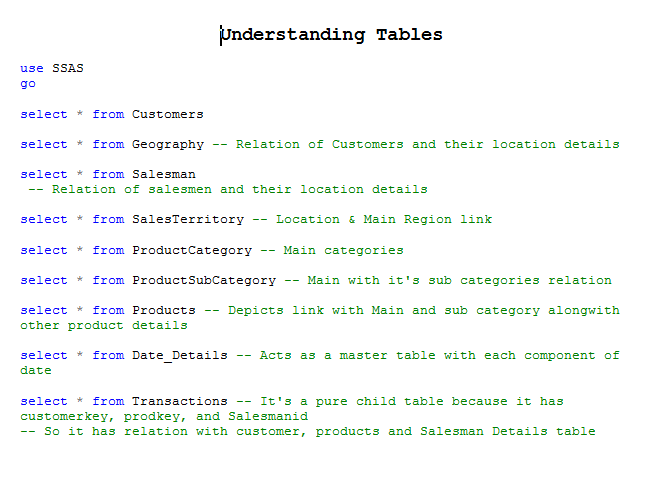 Understanding Tables
use SSAS
go
select * from Customers
select * from Geography -- Relation of Customers and their location details
select * from Salesman
-- Relation of salesmen and their location details
select * from SalesTerritory -- Location & Main Region link
select * from ProductCategory -- Main categories
select * from ProductSubCategory -- Main with it's sub categories relation
select * from Products -- Depicts link with Main and sub category alongwith
other product details
select * from Date_Details -- Acts as a master table with each component of
date
select * from Transactions -- It's a pure child table because it has
customerkey, prodkey, and Salesmanid
-- So it has relation with customer, products and Salesman Details table